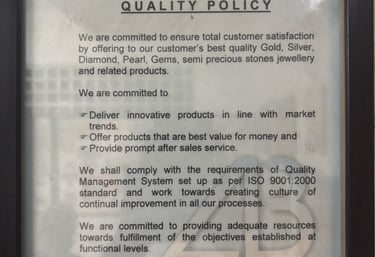 QUALITY POLICY
We are committed to ensure total customer satisfaction
by offering to our customer's best quality Gold, Silver,
Diamond, Pearl, Gems, semi precious stones jewellery
and related products.
We are committed to
☞ Deliver innovative products in line with market
trends.
☞ Offer products that are best value for money and
☞ Provide prompt after sales service.
We shall comply with the requirements of Quality
Management System set up as per ISO 9001:2000
standard and work towards creating culture of
continual improvement in all our processes.
We are committed to providing adequate resources
towards fulfillment of the objectives established at
functional levels.